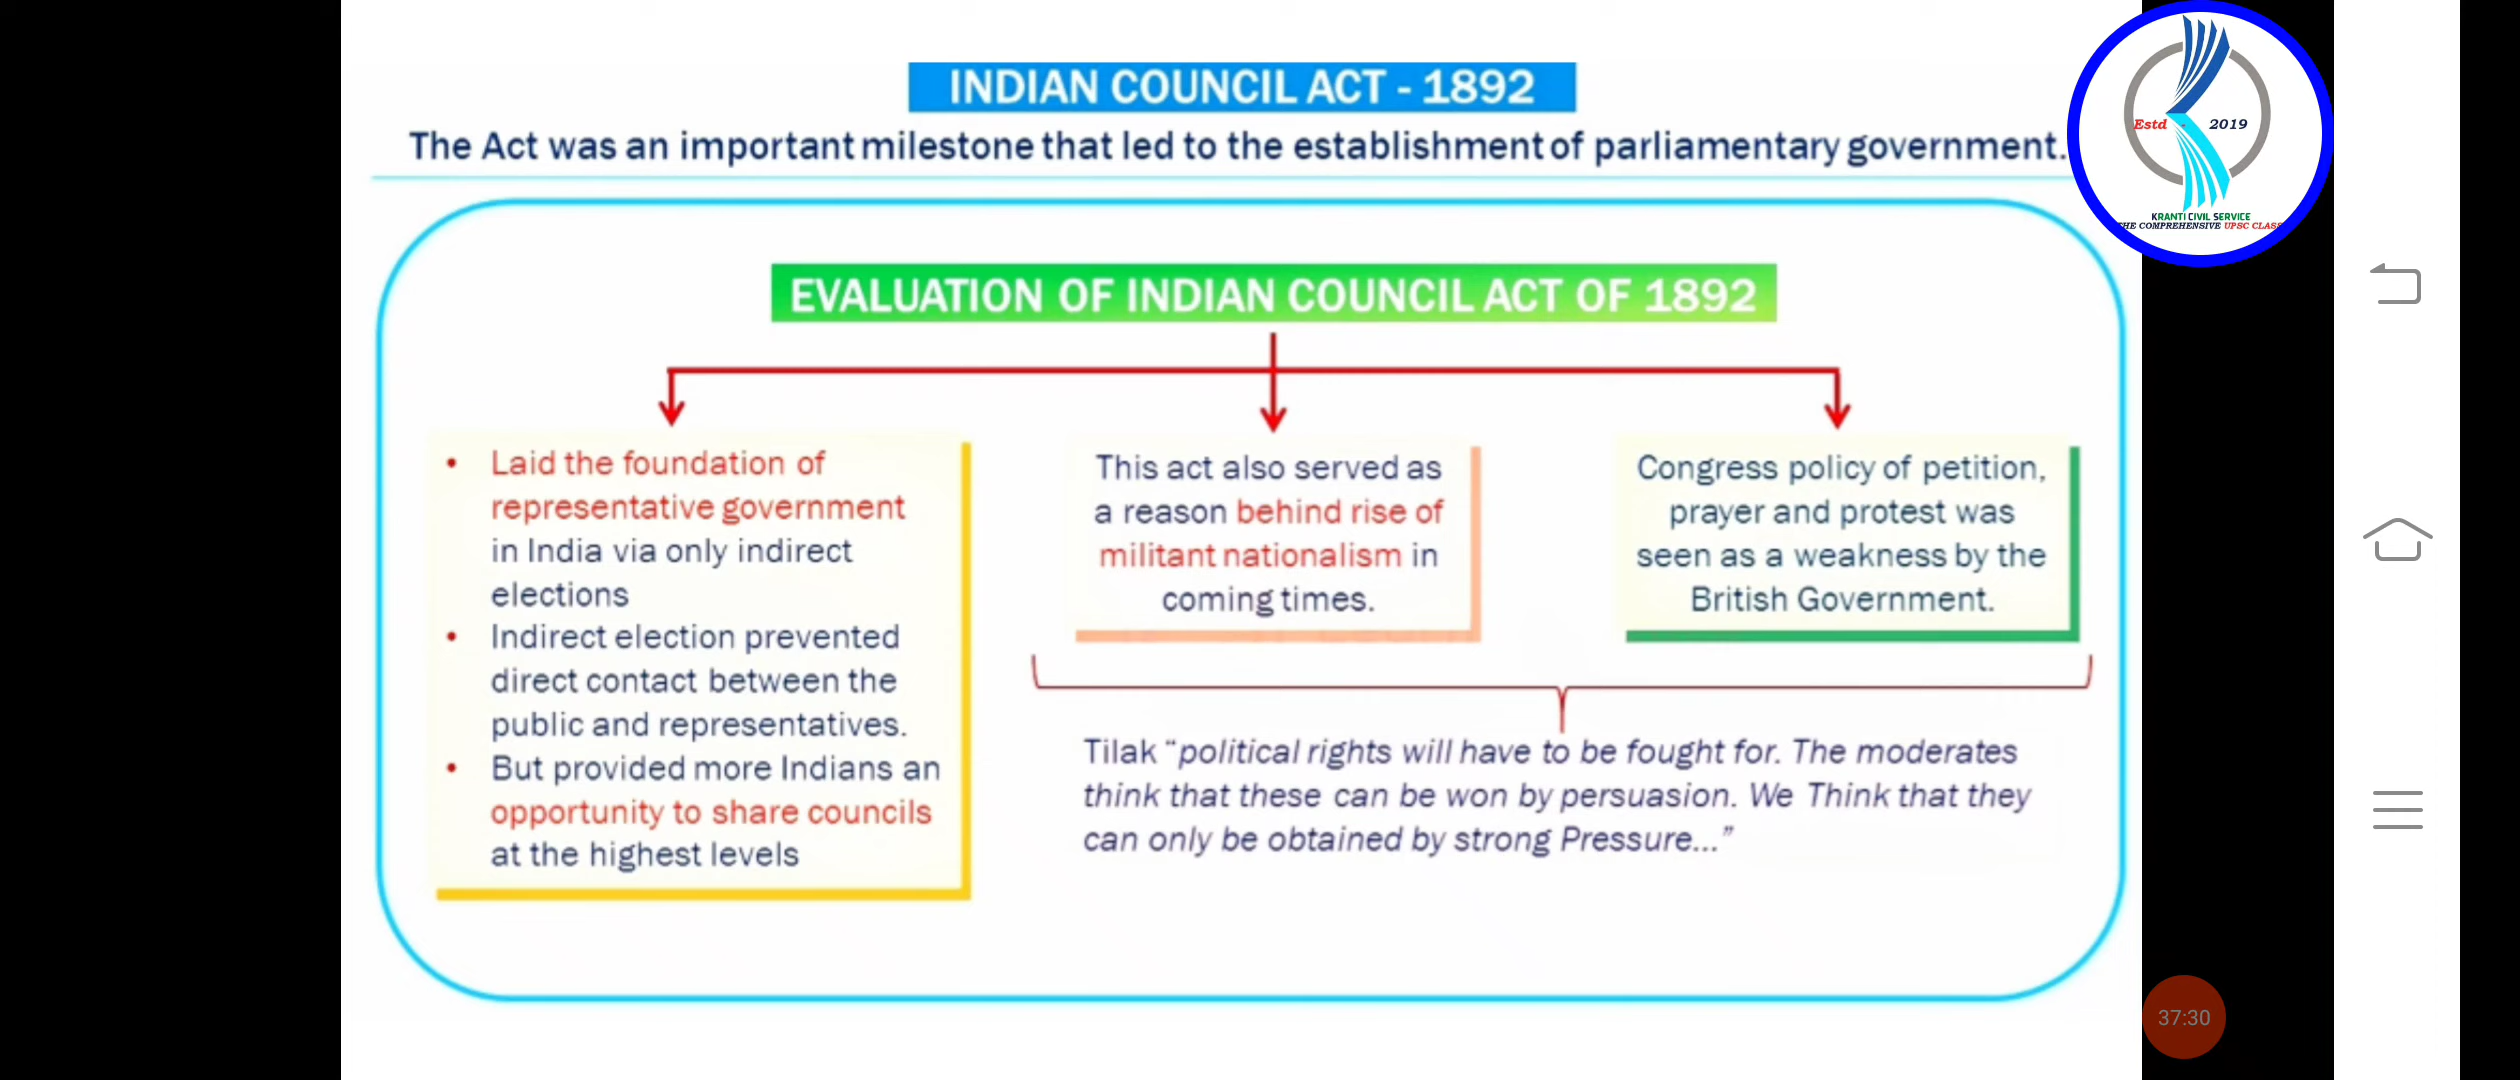 INDIAN COUNCIL ACT - 1892
The Act was an important milestone that led to the establishment of parliamentary government.
Estd - 2019
KRANTI CIVIL SERVICE
THE COMPREHENSIVE UPSC CLASS
EVALUATION OF INDIAN COUNCIL ACT OF 1892
• Laid the foundation of
representative government
in India via only indirect
elections
• Indirect election prevented
direct contact between the
public and representatives.
• But provided more Indians an
opportunity to share councils
at the highest levels
This act also served as
a reason behind rise of
militant nationalism in
coming times.
Congress policy of petition,
prayer and protest was
seen as a weakness by the
British Government.
Tilak “political rights will have to be fought for. The moderates
think that these can be won by persuasion. We Think that they
can only be obtained by strong Pressure...”
37:30